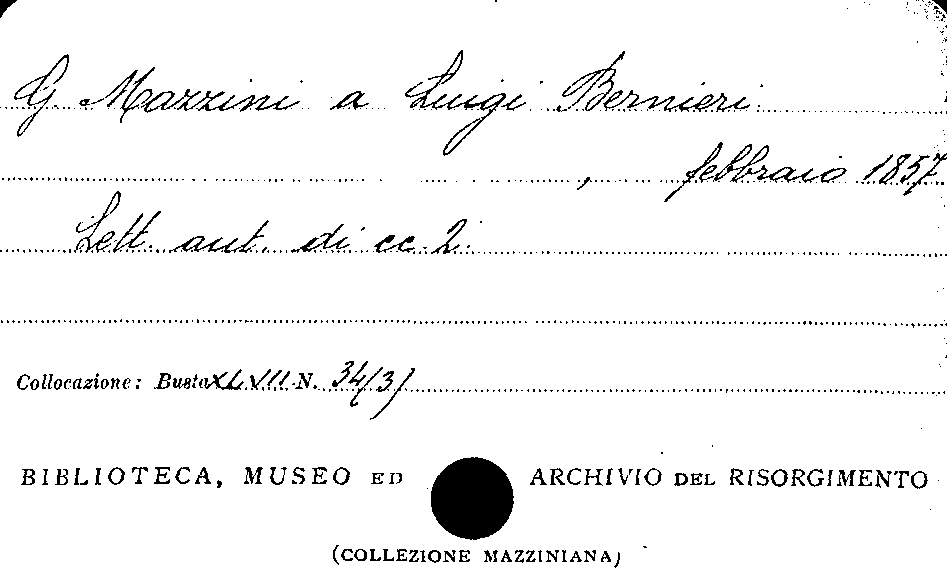 G Mazzini a Luigi Bernieri
, febbraio 1857
Lett. aut. di cc. 2.
Collocazione: Busta XLVII N. 34(3)
BIBLIOTECA, MUSEO ED ARCHIVIO DEL RISORGIMENTO
(COLLEZIONE MAZZINIANA)